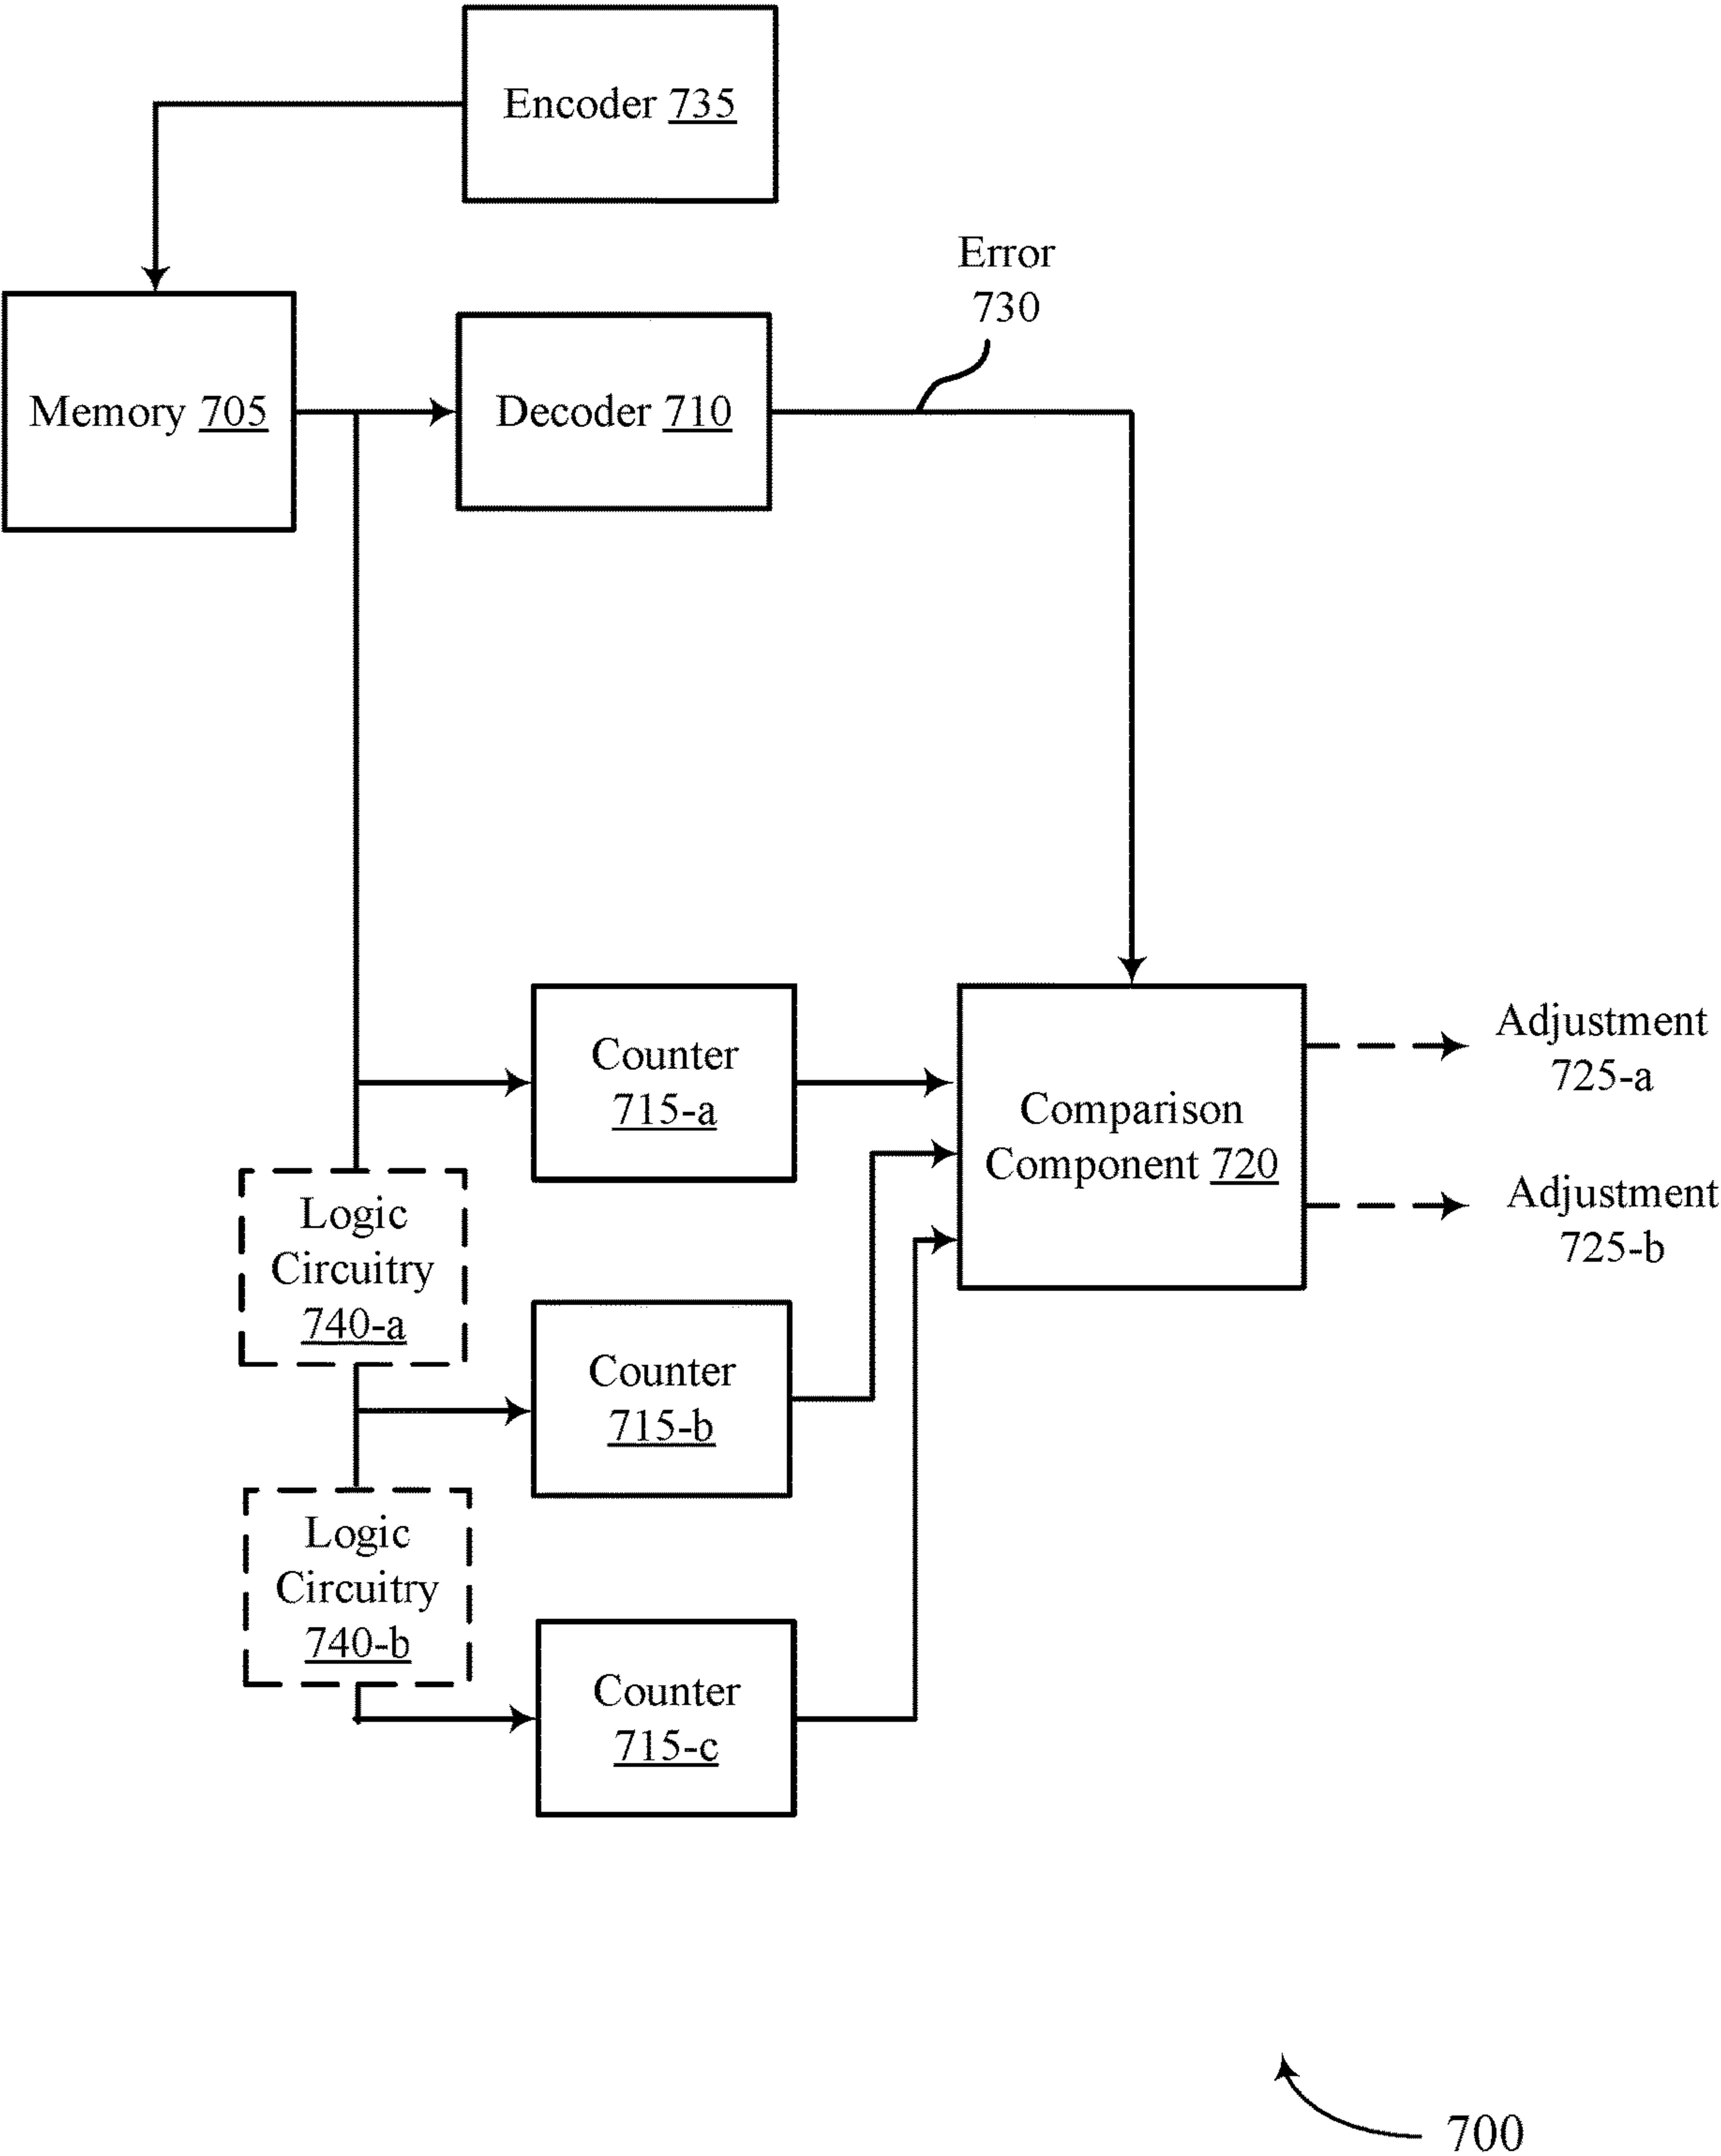 Encoder 735
Error
730
Memory 705
Decoder 710
Counter
715-a
Comparison
Component 720
Adjustment
725-a
Adjustment
725-b
Logic
Circuitry
740-a
Counter
715-b
Logic
Circuitry
740-b
Counter
715-c
700